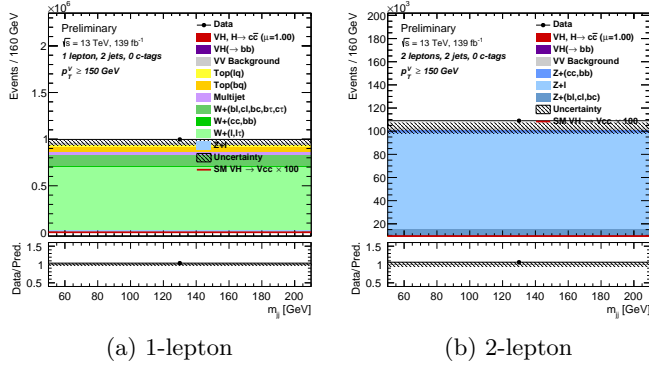 ×10⁶
Events / 160 GeV
2
1.5
1
0.5
0
Preliminary
√s = 13 TeV, 139 fb⁻¹
1 lepton, 2 jets, 0 c-tags
p_T^V ≥ 150 GeV
Data
VH, H → cc̄ (μ=1.00)
VH(→ bb)
VV Background
Top(lq)
Top(bq)
Multijet
W+(bl,cl,bc,bτ,cτ)
W+(cc,bb)
W+(l,lτ)
Z+l
Uncertainty
SM VH → Vcc × 100
Data/Pred.
1.5
1
0.5
60 80 100 120 140 160 180 200
m_jj [GeV]
(a) 1-lepton
×10³
Events / 160 GeV
200
180
160
140
120
100
80
60
40
20
Preliminary
√s = 13 TeV, 139 fb⁻¹
2 leptons, 2 jets, 0 c-tags
p_T^V ≥ 150 GeV
Data
VH, H → cc̄ (μ=1.00)
VH(→ bb)
VV Background
Z+(cc,bb)
Z+l
Z+(bl,cl,bc)
Uncertainty
SM VH → Vcc × 100
Data/Pred.
1.5
1
0.5
60 80 100 120 140 160 180 200
m_jj [GeV]
(b) 2-lepton